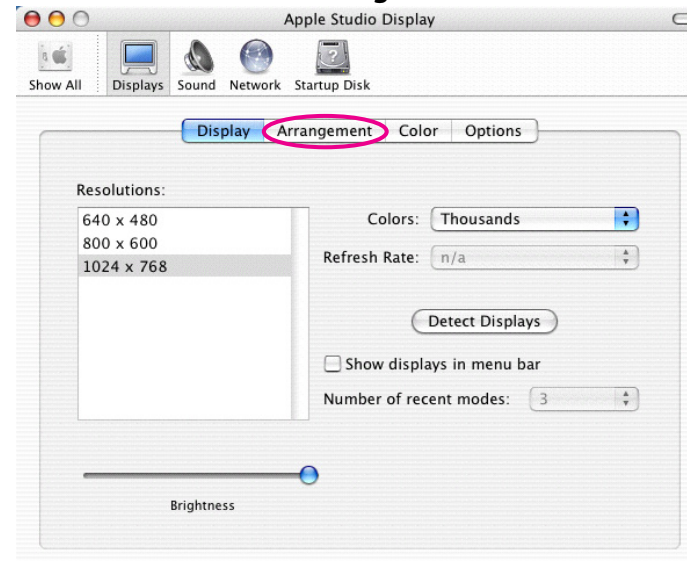 Apple Studio Display
Show All Displays Sound Network Startup Disk
Display Arrangement Color Options
Resolutions:
640 x 480
800 x 600
1024 x 768
Colors: Thousands
Refresh Rate: n/a
Detect Displays
Show displays in menu bar
Number of recent modes: 3
Brightness